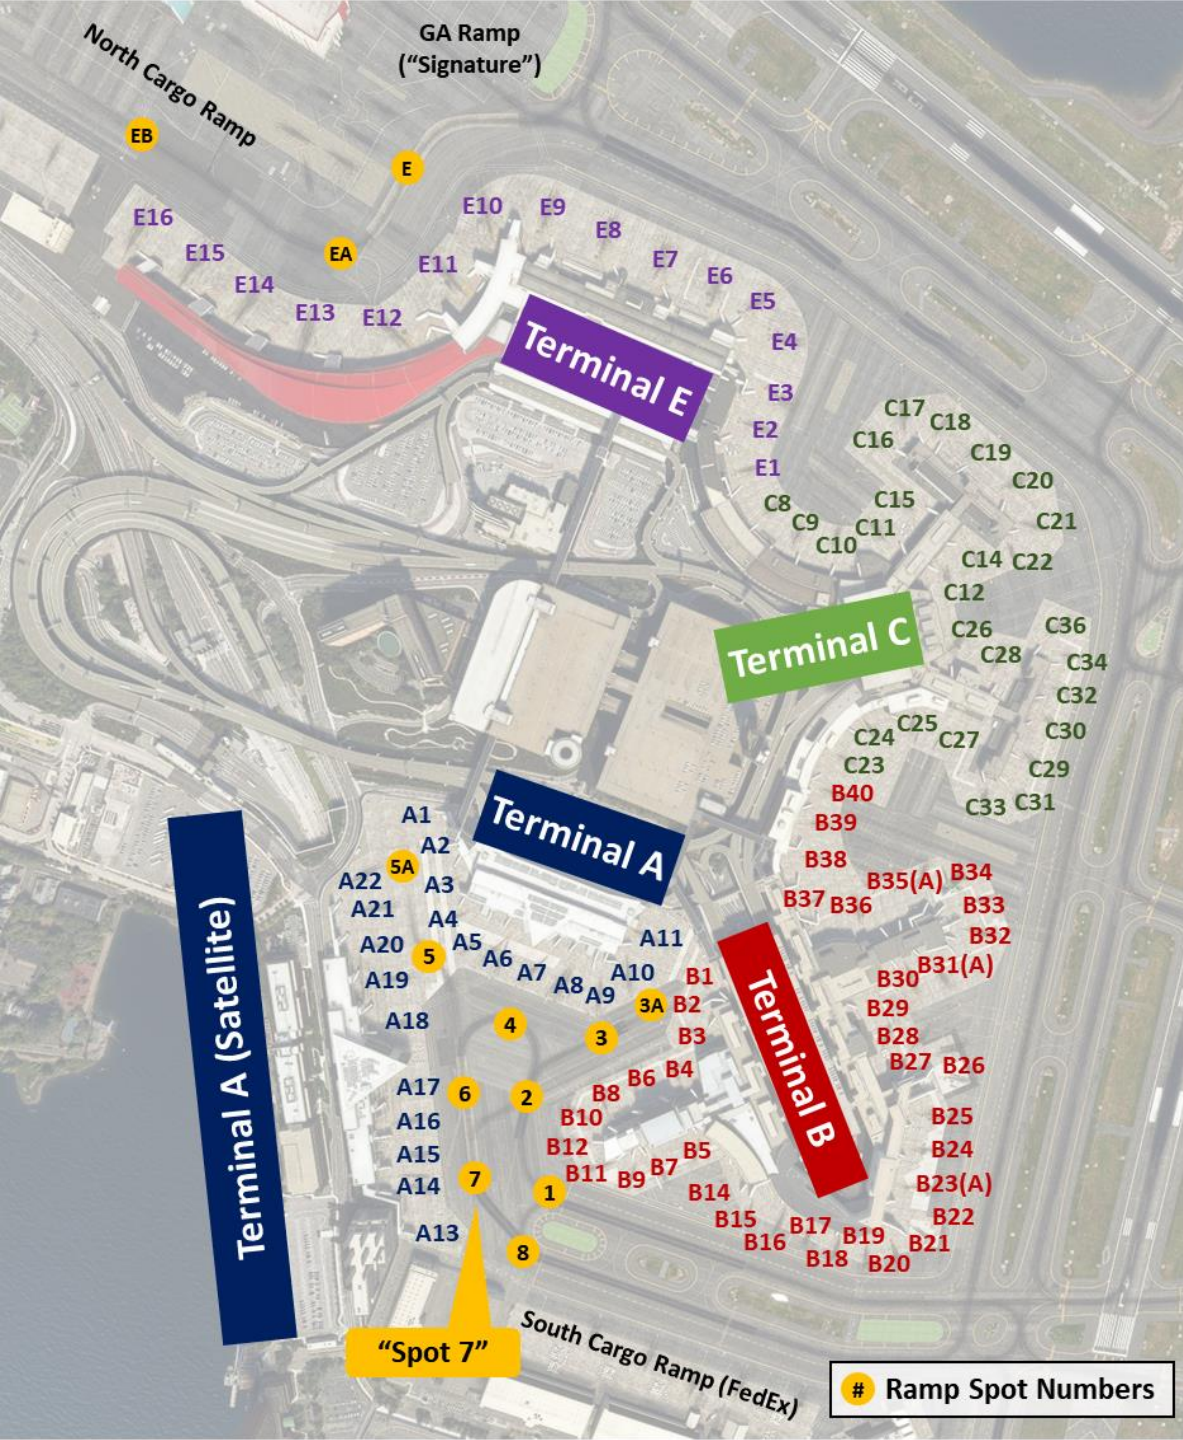 GA Ramp
(“Signature”)
North Cargo Ramp
EB
E
EA
E16
E15
E14
E13
E12
E11
E10
E9
E8
E7
E6
E5
E4
E3
E2
E1
Terminal E
C17
C18
C16
C19
C20
C15
C21
C8
C9
C11
C10
C14
C22
C12
C26
C28
C36
C34
C32
C30
C29
C31
C33
C25
C24
C27
C23
Terminal C
B40
B39
B38
B37
B36
B35(A)
B34
B33
B32
B31(A)
B30
B29
B28
B27
B26
B25
B24
B23(A)
B22
B21
B20
B19
B18
B17
B16
B15
B14
B5
B7
B9
B11
B12
B10
B8
B6
B4
B3
B2
B1
Terminal B
Terminal A
A1
A2
5A
A22
A3
A21
A4
A20
5
A5
A19
A6
A7
A8
A9
A10
A11
3A
A18
4
3
A17
6
2
A16
A15
A14
7
1
A13
8
Terminal A (Satellite)
“Spot 7”
South Cargo Ramp (FedEx)
# Ramp Spot Numbers